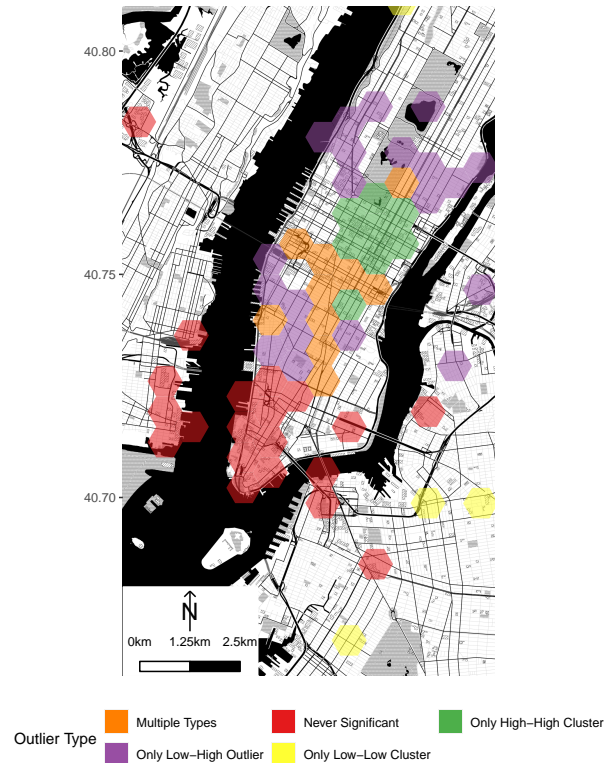 40.80
40.75
40.70
N
0km 1.25km 2.5km
Outlier Type
Multiple Types
Never Significant
Only High−High Cluster
Only Low−High Outlier
Only Low−Low Cluster